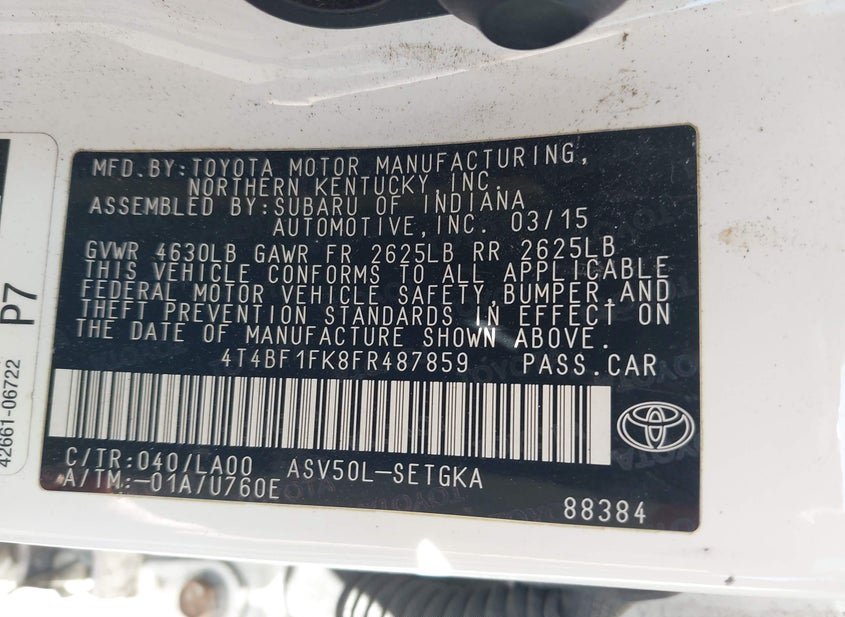 MFD.BY:TOYOTA MOTOR MANUFACTURING,
NORTHERN KENTUCKY,INC.
ASSEMBLED BY:SUBARU OF INDIANA
AUTOMOTIVE,INC. 03/15
GVWR 4630LB GAWR FR 2625LB RR 2625LB
THIS VEHICLE CONFORMS TO ALL APPLICABLE
FEDERAL MOTOR VEHICLE SAFETY,BUMPER,AND
THEFT PREVENTION STANDARDS IN EFFECT ON
THE DATE OF MANUFACTURE SHOWN ABOVE.
4T4BF1FK8FR487859 PASS.CAR
C/TR:040/LA00 ASV50L-SETGKA
A/TM:-01A/U760E
88384
P7
42661-06722